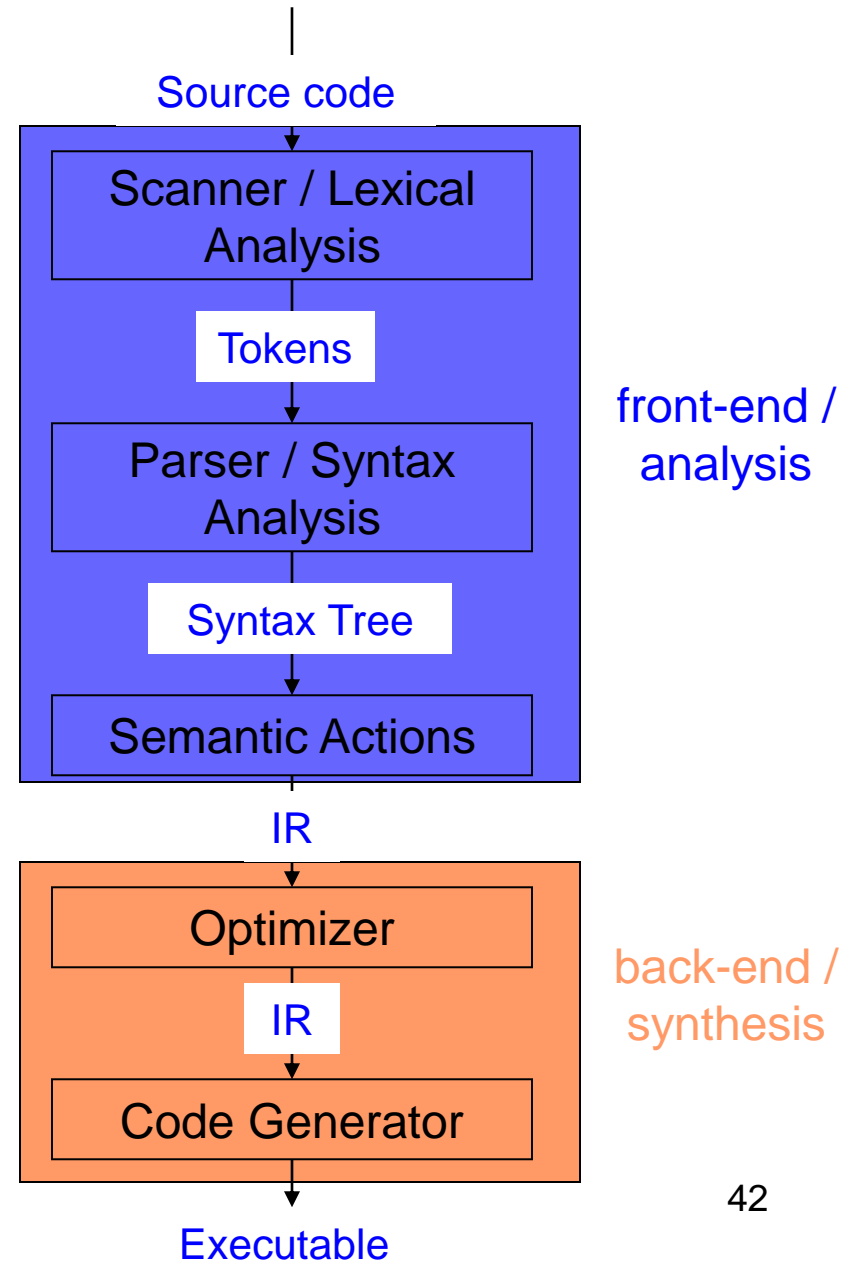 Source code
Scanner / Lexical
Analysis
Tokens
Parser / Syntax
Analysis
Syntax Tree
Semantic Actions
front-end /
analysis
IR
Optimizer
IR
Code Generator
back-end /
synthesis
Executable
42